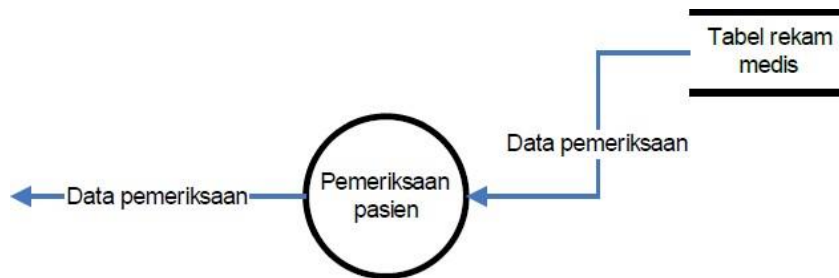 Tabel rekam
medis
Data pemeriksaan
Pemeriksaan
pasien
Data pemeriksaan